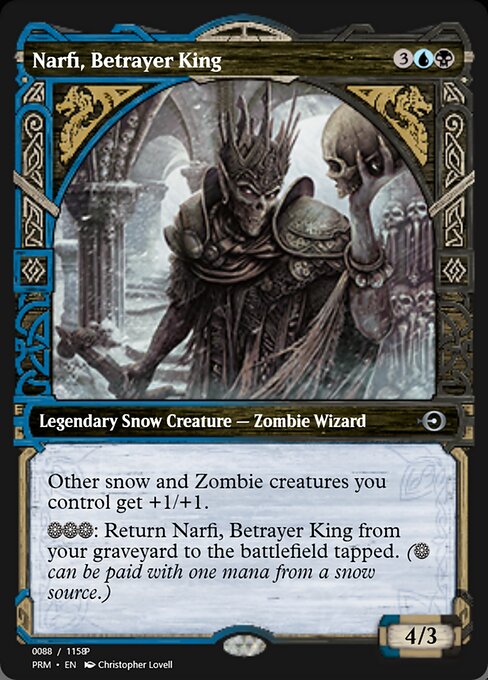 Narfi, Betrayer King 3
Legendary Snow Creature — Zombie Wizard
Other snow and Zombie creatures you
control get +1/+1.
: Return Narfi, Betrayer King from
your graveyard to the battlefield tapped. (
can be paid with one mana from a snow
source.)
4/3
0088 / 1158P
PRM • EN Christopher Lovell